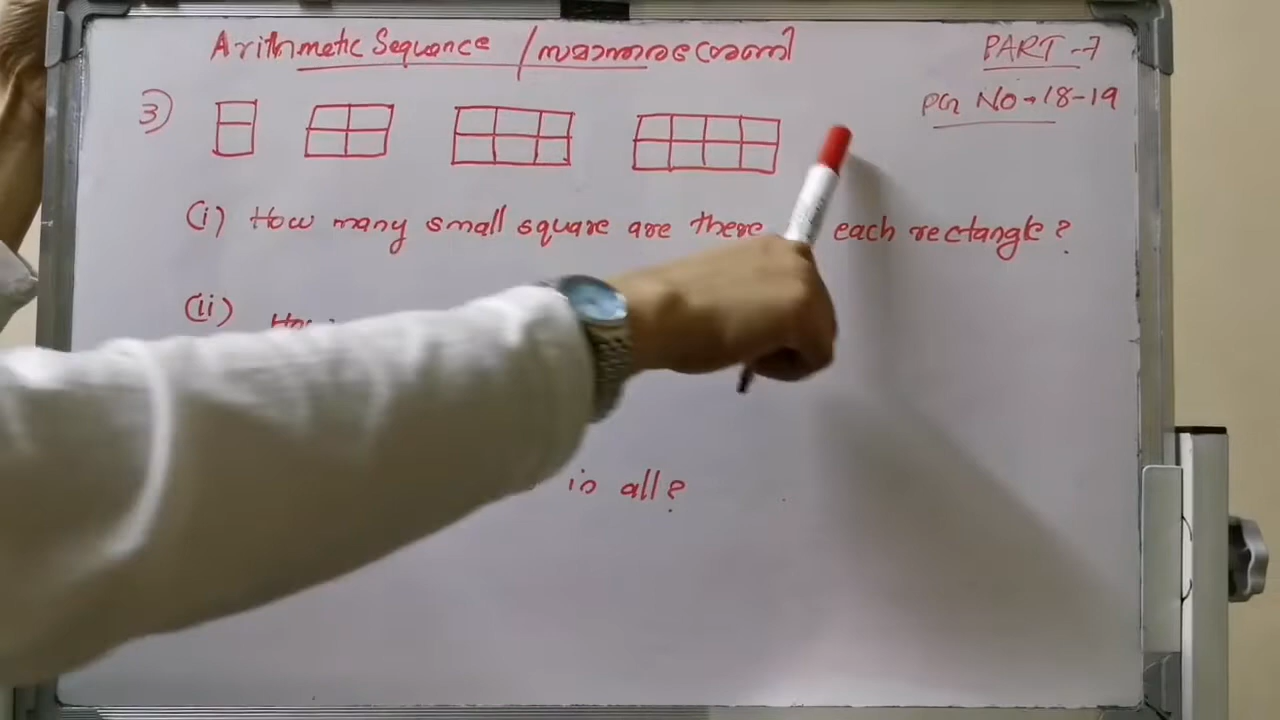 Arithmetic Sequence / സമാന്തരശ്രേണി
PART-7
PG No → 18-19
3)
(i) How many small square are there each rectangle?
(ii)
is all?